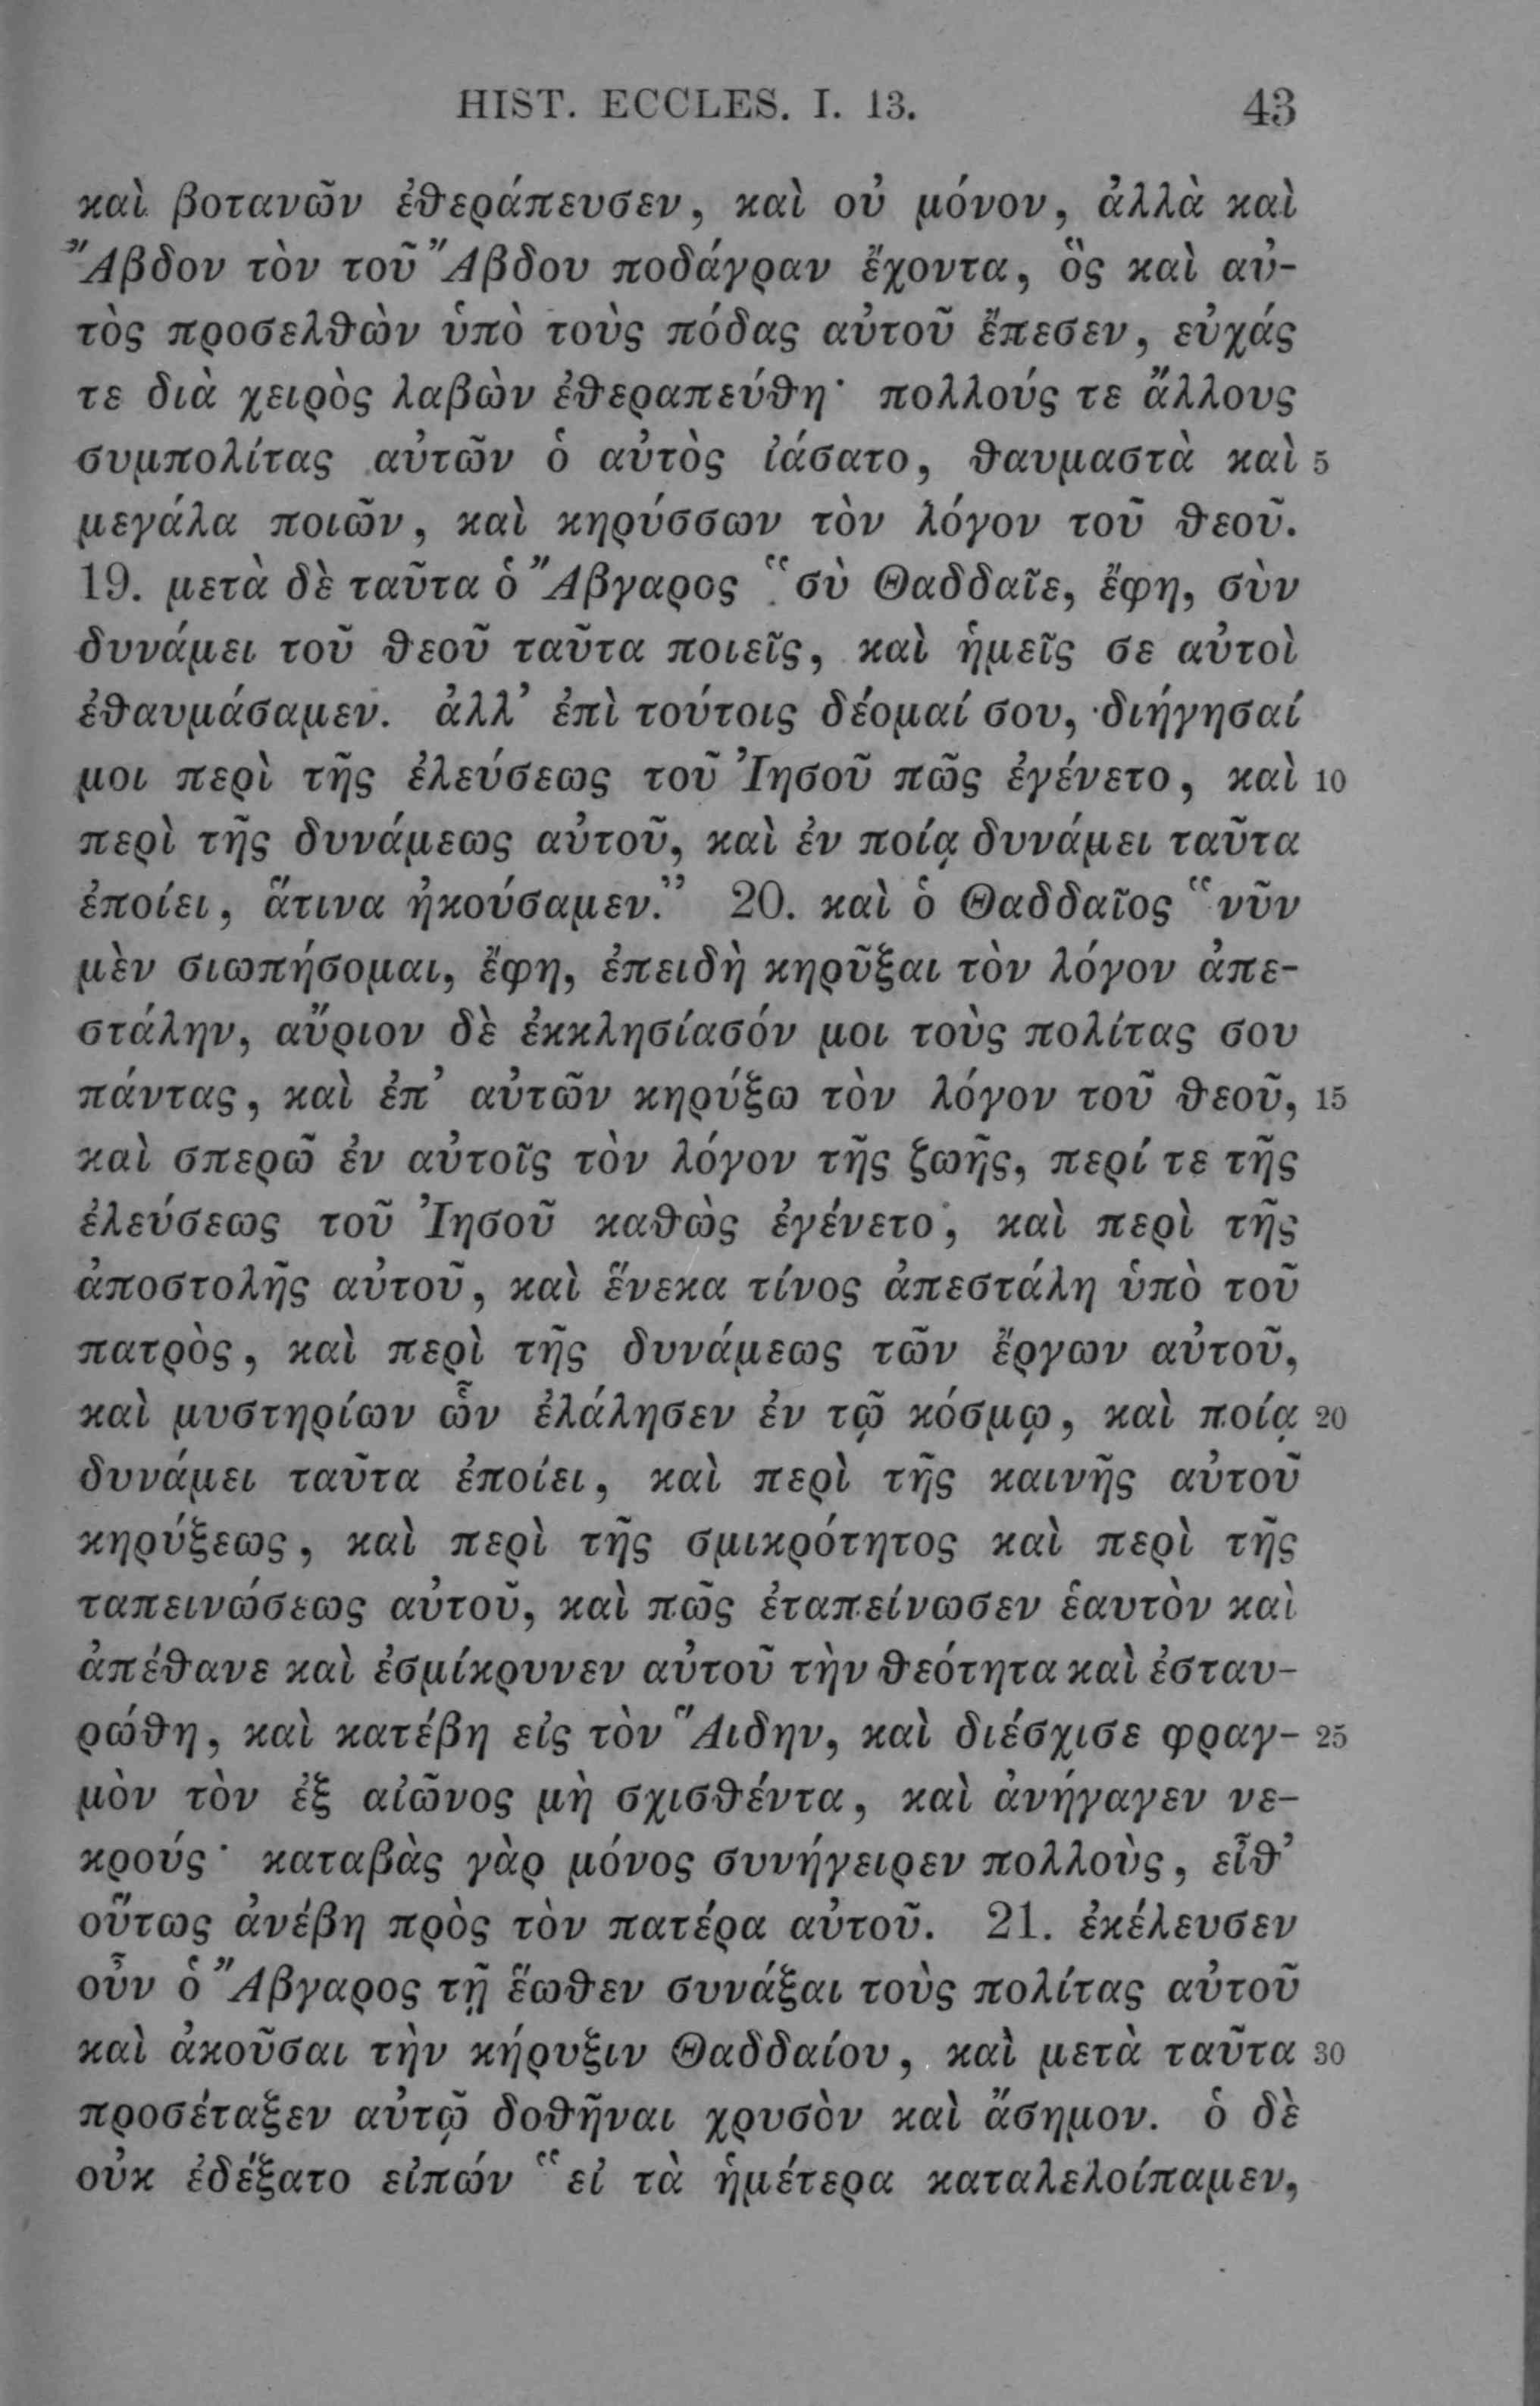 HIST. ECCLES. I. 13. 43
καὶ βοτανῶν ἐθεράπευσεν, καὶ οὐ μόνον, ἀλλὰ καὶ
Ἄβδον τὸν τοῦ Ἄβδου ποδάγραν ἔχοντα, ὃς καὶ αὐ-
τὸς προσελθὼν ὑπὸ τοὺς πόδας αὐτοῦ ἔπεσεν, εὐχάς
τε διὰ χειρὸς λαβὼν ἐθεραπεύθη· πολλούς τε ἄλλους
συμπολίτας αὐτῶν ὁ αὐτὸς ἰάσατο, θαυμαστὰ καὶ 5
μεγάλα ποιῶν, καὶ κηρύσσων τὸν λόγον τοῦ θεοῦ.
19. μετὰ δὲ ταῦτα ὁ Ἄβγαρος “σὺ Θαδδαῖε, ἔφη, σὺν
δυνάμει τοῦ θεοῦ ταῦτα ποιεῖς, καὶ ἡμεῖς σε αὐτοὶ
ἐθαυμάσαμεν. ἀλλ’ ἐπὶ τούτοις δέομαί σου, διήγησαί
μοι περὶ τῆς ἐλεύσεως τοῦ Ἰησοῦ πῶς ἐγένετο, καὶ 10
περὶ τῆς δυνάμεως αὐτοῦ, καὶ ἐν ποίᾳ δυνάμει ταῦτα
ἐποίει, ἅτινα ἠκούσαμεν.” 20. καὶ ὁ Θαδδαῖος “νῦν
μὲν σιωπήσομαι, ἔφη, ἐπειδὴ κηρῦξαι τὸν λόγον ἀπε-
στάλην, αὔριον δὲ ἐκκλησίασόν μοι τοὺς πολίτας σου
πάντας, καὶ ἐπ’ αὐτῶν κηρύξω τὸν λόγον τοῦ θεοῦ, 15
καὶ σπερῶ ἐν αὐτοῖς τὸν λόγον τῆς ζωῆς, περί τε τῆς
ἐλεύσεως τοῦ Ἰησοῦ καθὼς ἐγένετο, καὶ περὶ τῆς
ἀποστολῆς αὐτοῦ, καὶ ἕνεκα τίνος ἀπεστάλη ὑπὸ τοῦ
πατρὸς, καὶ περὶ τῆς δυνάμεως τῶν ἔργων αὐτοῦ,
καὶ μυστηρίων ὧν ἐλάλησεν ἐν τῷ κόσμῳ, καὶ ποίᾳ 20
δυνάμει ταῦτα ἐποίει, καὶ περὶ τῆς καινῆς αὐτοῦ
κηρύξεως, καὶ περὶ τῆς σμικρότητος καὶ περὶ τῆς
ταπεινώσεως αὐτοῦ, καὶ πῶς ἐταπείνωσεν ἑαυτὸν καὶ
ἀπέθανε καὶ ἐσμίκρυνεν αὐτοῦ τὴν θεότητα καὶ ἐσταυ-
ρώθη, καὶ κατέβη εἰς τὸν Ἅιδην, καὶ διέσχισε φραγ- 25
μὸν τὸν ἐξ αἰῶνος μὴ σχισθέντα, καὶ ἀνήγαγεν νε-
κρούς· καταβὰς γὰρ μόνος συνήγειρεν πολλοὺς, εἶθ’
οὕτως ἀνέβη πρὸς τὸν πατέρα αὐτοῦ. 21. ἐκέλευσεν
οὖν ὁ Ἄβγαρος τῇ ἕωθεν συνάξαι τοὺς πολίτας αὐτοῦ
καὶ ἀκοῦσαι τὴν κήρυξιν Θαδδαίου, καὶ μετὰ ταῦτα 30
προσέταξεν αὐτῷ δοθῆναι χρυσὸν καὶ ἄσημον. ὁ δὲ
οὐκ ἐδέξατο εἰπών “εἰ τὰ ἡμέτερα καταλελοίπαμεν,